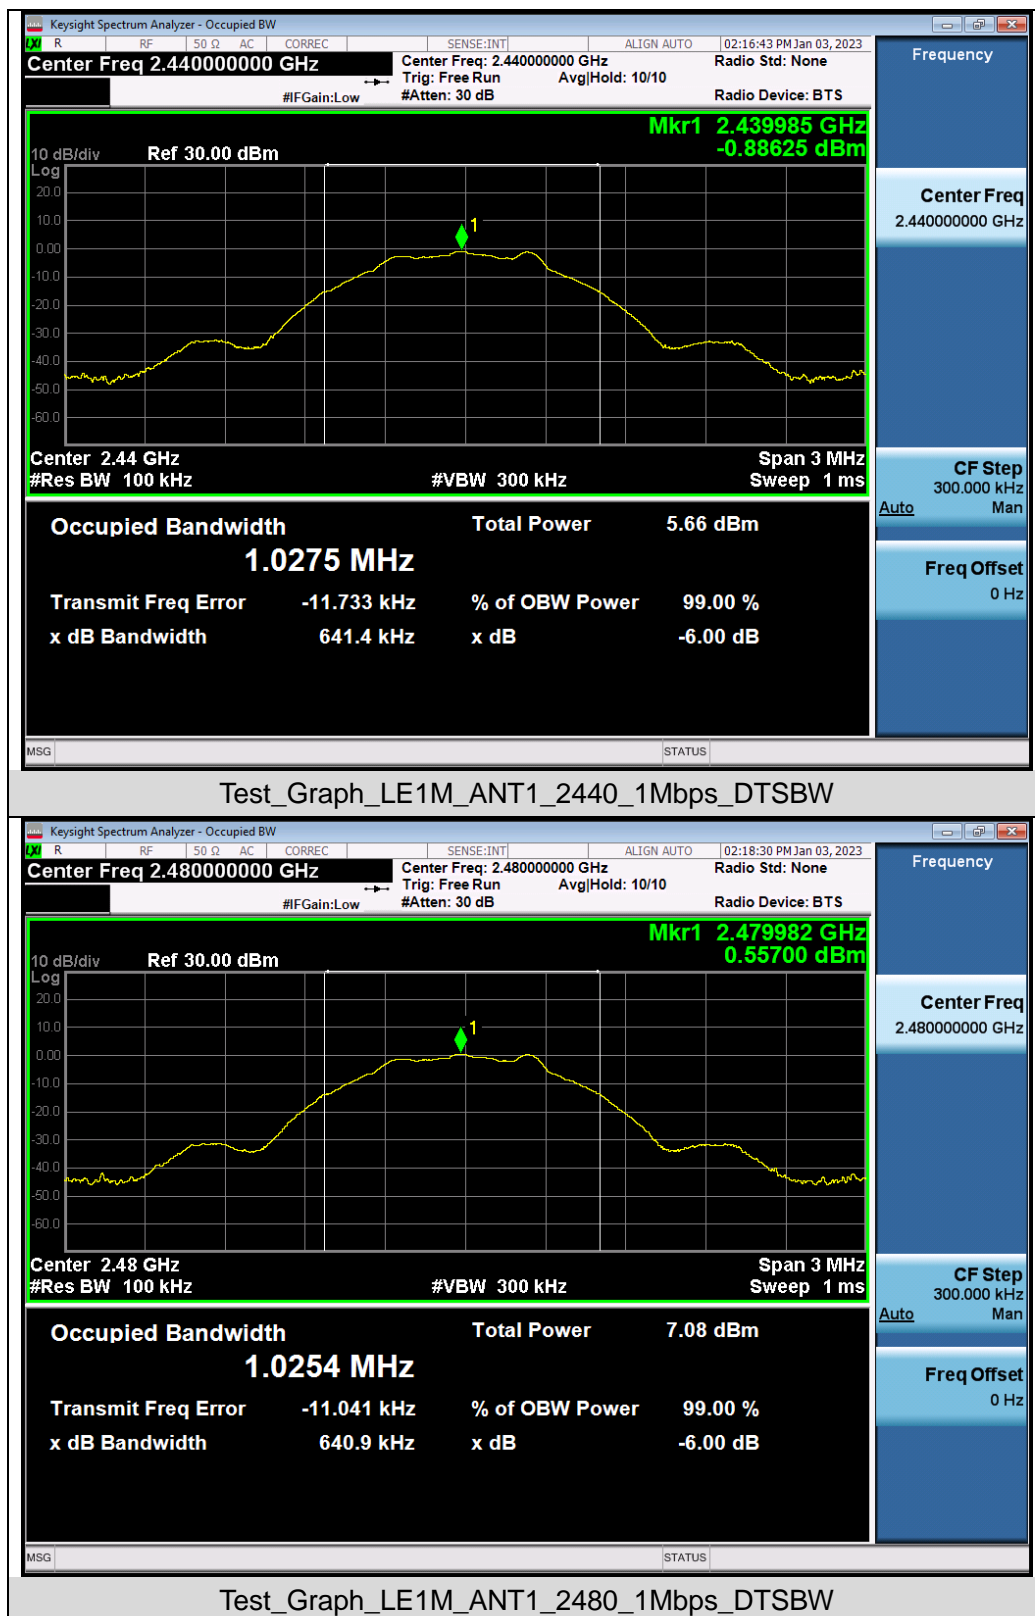 Keysight Spectrum Analyzer - Occupied BW
LXI R RF 50 Ω AC CORREC SENSE:INT ALIGN AUTO 02:16:43 PM Jan 03, 2023
Center Freq 2.440000000 GHz
Center Freq: 2.440000000 GHz Radio Std: None
Trig: Free Run Avg|Hold: 10/10
#IFGain:Low #Atten: 30 dB Radio Device: BTS
Mkr1 2.439985 GHz
-0.88625 dBm
10 dB/div Ref 30.00 dBm
Log
20.0
10.0
1
0.00
-10.0
-20.0
-30.0
-40.0
-50.0
-60.0
Center 2.44 GHz Span 3 MHz
#Res BW 100 kHz #VBW 300 kHz Sweep 1 ms
Occupied Bandwidth Total Power 5.66 dBm
1.0275 MHz
Transmit Freq Error -11.733 kHz % of OBW Power 99.00 %
x dB Bandwidth 641.4 kHz x dB -6.00 dB
MSG STATUS
Frequency
Center Freq
2.440000000 GHz
CF Step
300.000 kHz
Auto Man
Freq Offset
0 Hz
Test_Graph_LE1M_ANT1_2440_1Mbps_DTSBW
Keysight Spectrum Analyzer - Occupied BW
LXI R RF 50 Ω AC CORREC SENSE:INT ALIGN AUTO 02:18:30 PM Jan 03, 2023
Center Freq 2.480000000 GHz
Center Freq: 2.480000000 GHz Radio Std: None
Trig: Free Run Avg|Hold: 10/10
#IFGain:Low #Atten: 30 dB Radio Device: BTS
Mkr1 2.479982 GHz
0.55700 dBm
10 dB/div Ref 30.00 dBm
Log
20.0
10.0
1
0.00
-10.0
-20.0
-30.0
-40.0
-50.0
-60.0
Center 2.48 GHz Span 3 MHz
#Res BW 100 kHz #VBW 300 kHz Sweep 1 ms
Occupied Bandwidth Total Power 7.08 dBm
1.0254 MHz
Transmit Freq Error -11.041 kHz % of OBW Power 99.00 %
x dB Bandwidth 640.9 kHz x dB -6.00 dB
MSG STATUS
Frequency
Center Freq
2.480000000 GHz
CF Step
300.000 kHz
Auto Man
Freq Offset
0 Hz
Test_Graph_LE1M_ANT1_2480_1Mbps_DTSBW